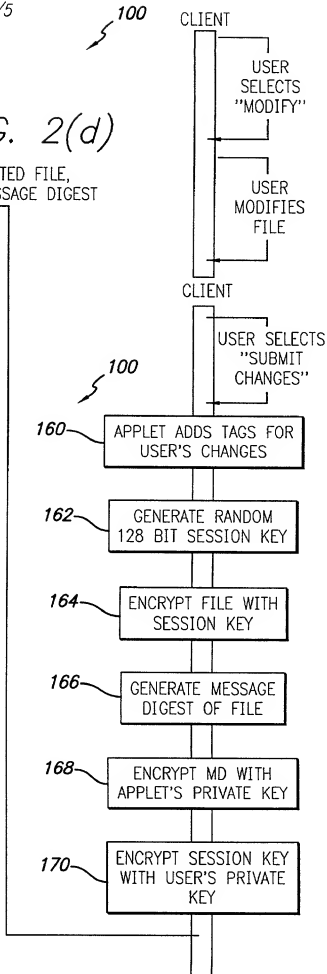 /5
100
CLIENT
USER
SELECTS
"MODIFY"
G. 2(d)
TED FILE,
SSAGE DIGEST
USER
MODIFIES
FILE
CLIENT
USER SELECTS
"SUBMIT
CHANGES"
100
160
APPLET ADDS TAGS FOR
USER'S CHANGES
162
GENERATE RANDOM
128 BIT SESSION KEY
164
ENCRYPT FILE WITH
SESSION KEY
166
GENERATE MESSAGE
DIGEST OF FILE
168
ENCRYPT MD WITH
APPLET'S PRIVATE KEY
170
ENCRYPT SESSION KEY
WITH USER'S PRIVATE
KEY